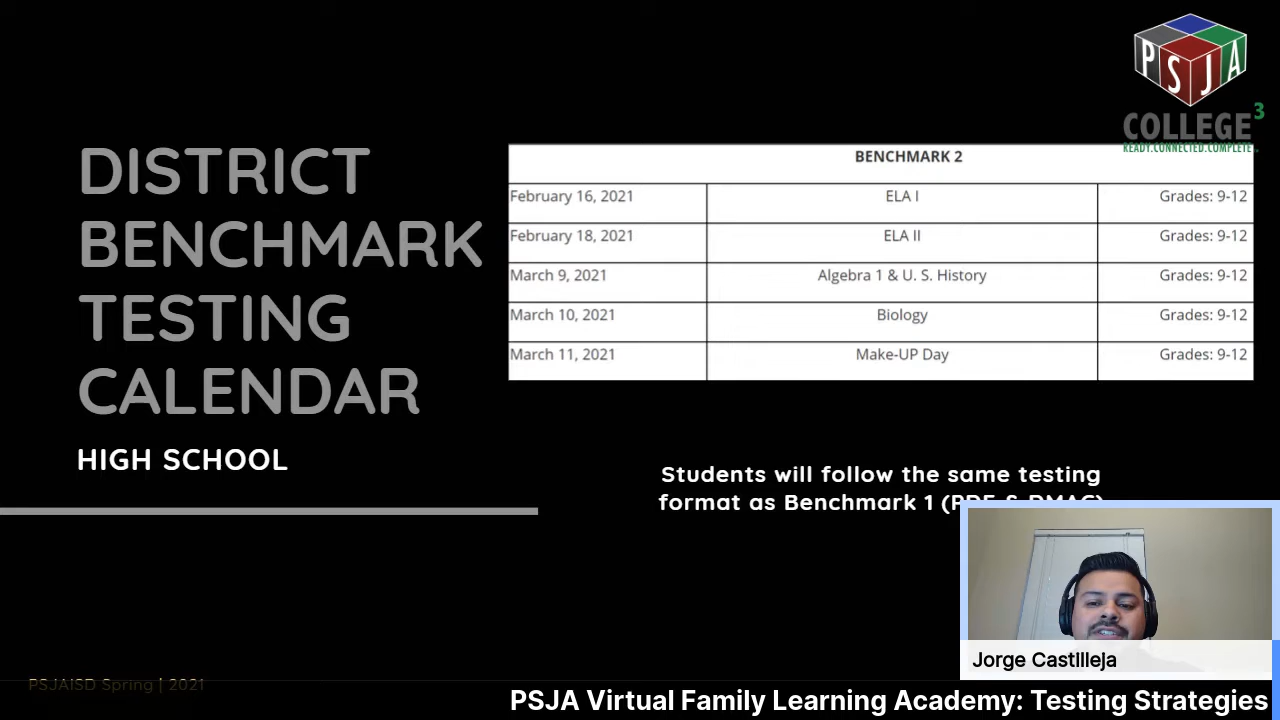 PSJA
COLLEGE 3
READY.CONNECTED.COMPLETE.
DISTRICT
BENCHMARK
TESTING
CALENDAR
HIGH SCHOOL
BENCHMARK 2
February 16, 2021 ELA I Grades: 9-12
February 18, 2021 ELA II Grades: 9-12
March 9, 2021 Algebra 1 & U. S. History Grades: 9-12
March 10, 2021 Biology Grades: 9-12
March 11, 2021 Make-UP Day Grades: 9-12
Students will follow the same testing
format as Benchmark 1
Jorge Castilleja
PSJAISD Spring | 2021
PSJA Virtual Family Learning Academy: Testing Strategies